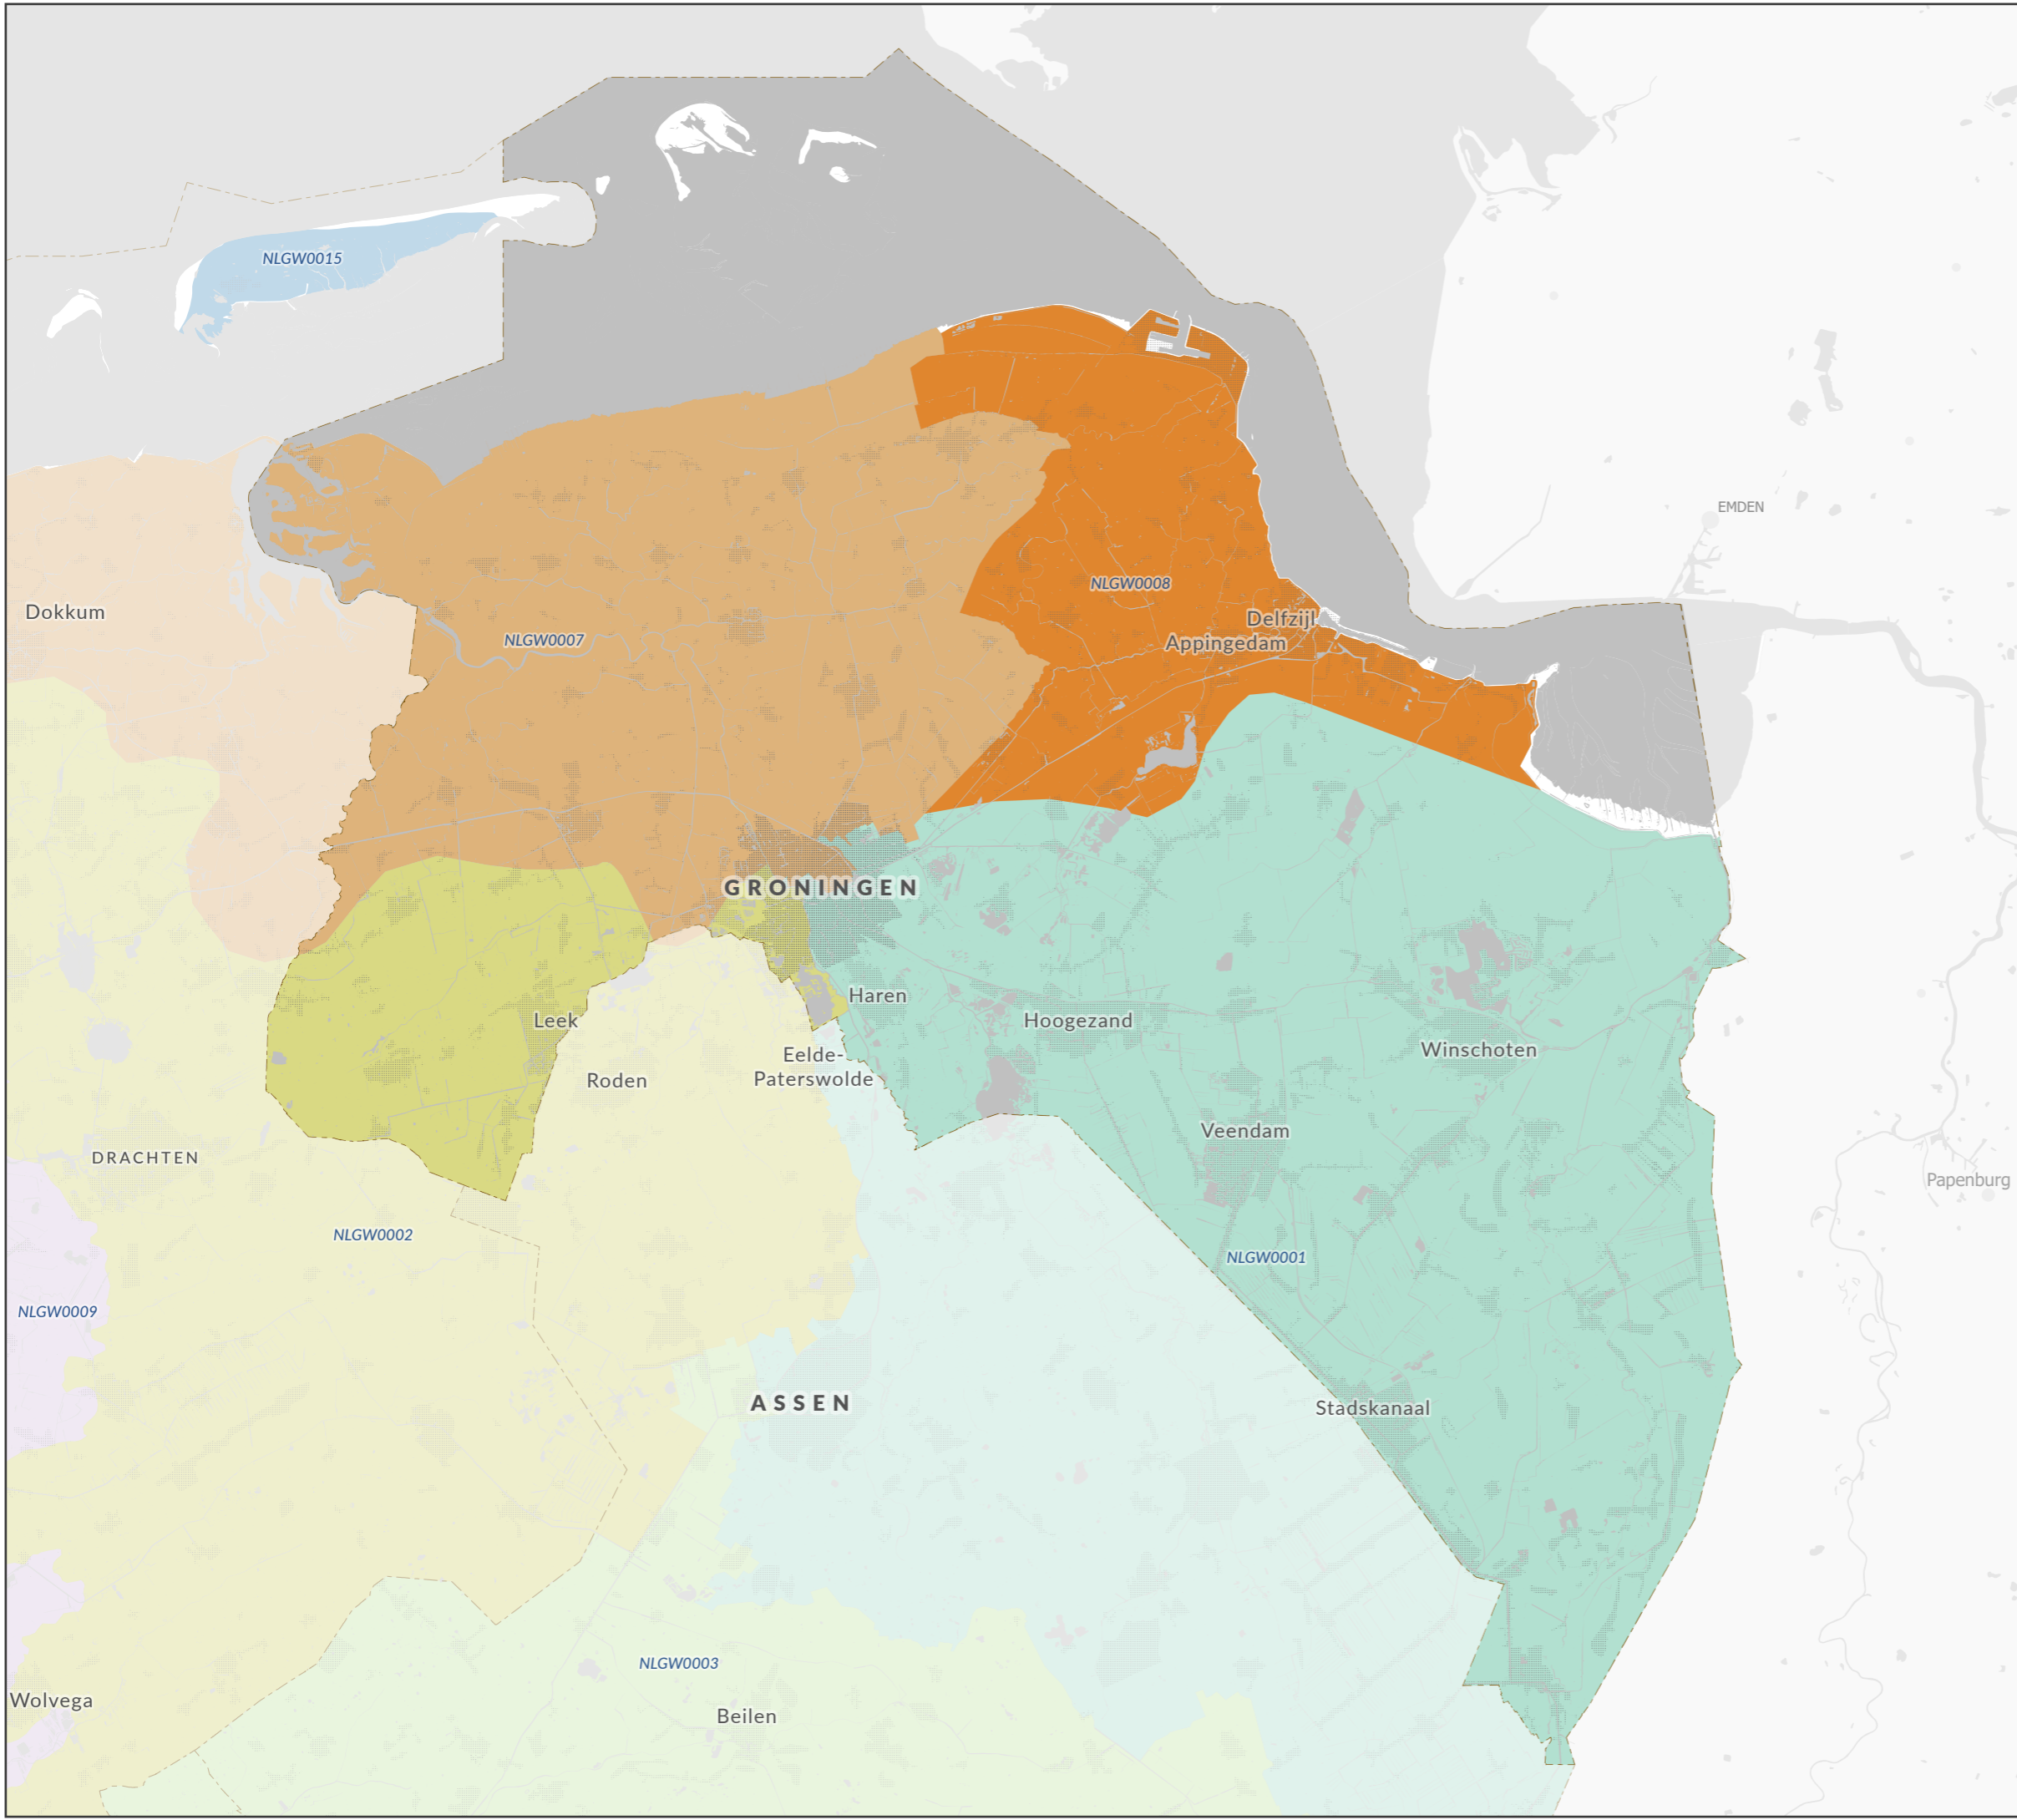 NLGW0015
EMDEN
NLGW0008
Dokkum
Delfzijl
NLGW0007
Appingedam
GRONINGEN
Haren
Leek
Hoogezand
Winschoten
Eelde-
Paterswolde
Roden
Veendam
DRACHTEN
Papenburg
NLGW0002
NLGW0001
NLGW0009
ASSEN
Stadskanaal
NLGW0003
Wolvega
Beilen